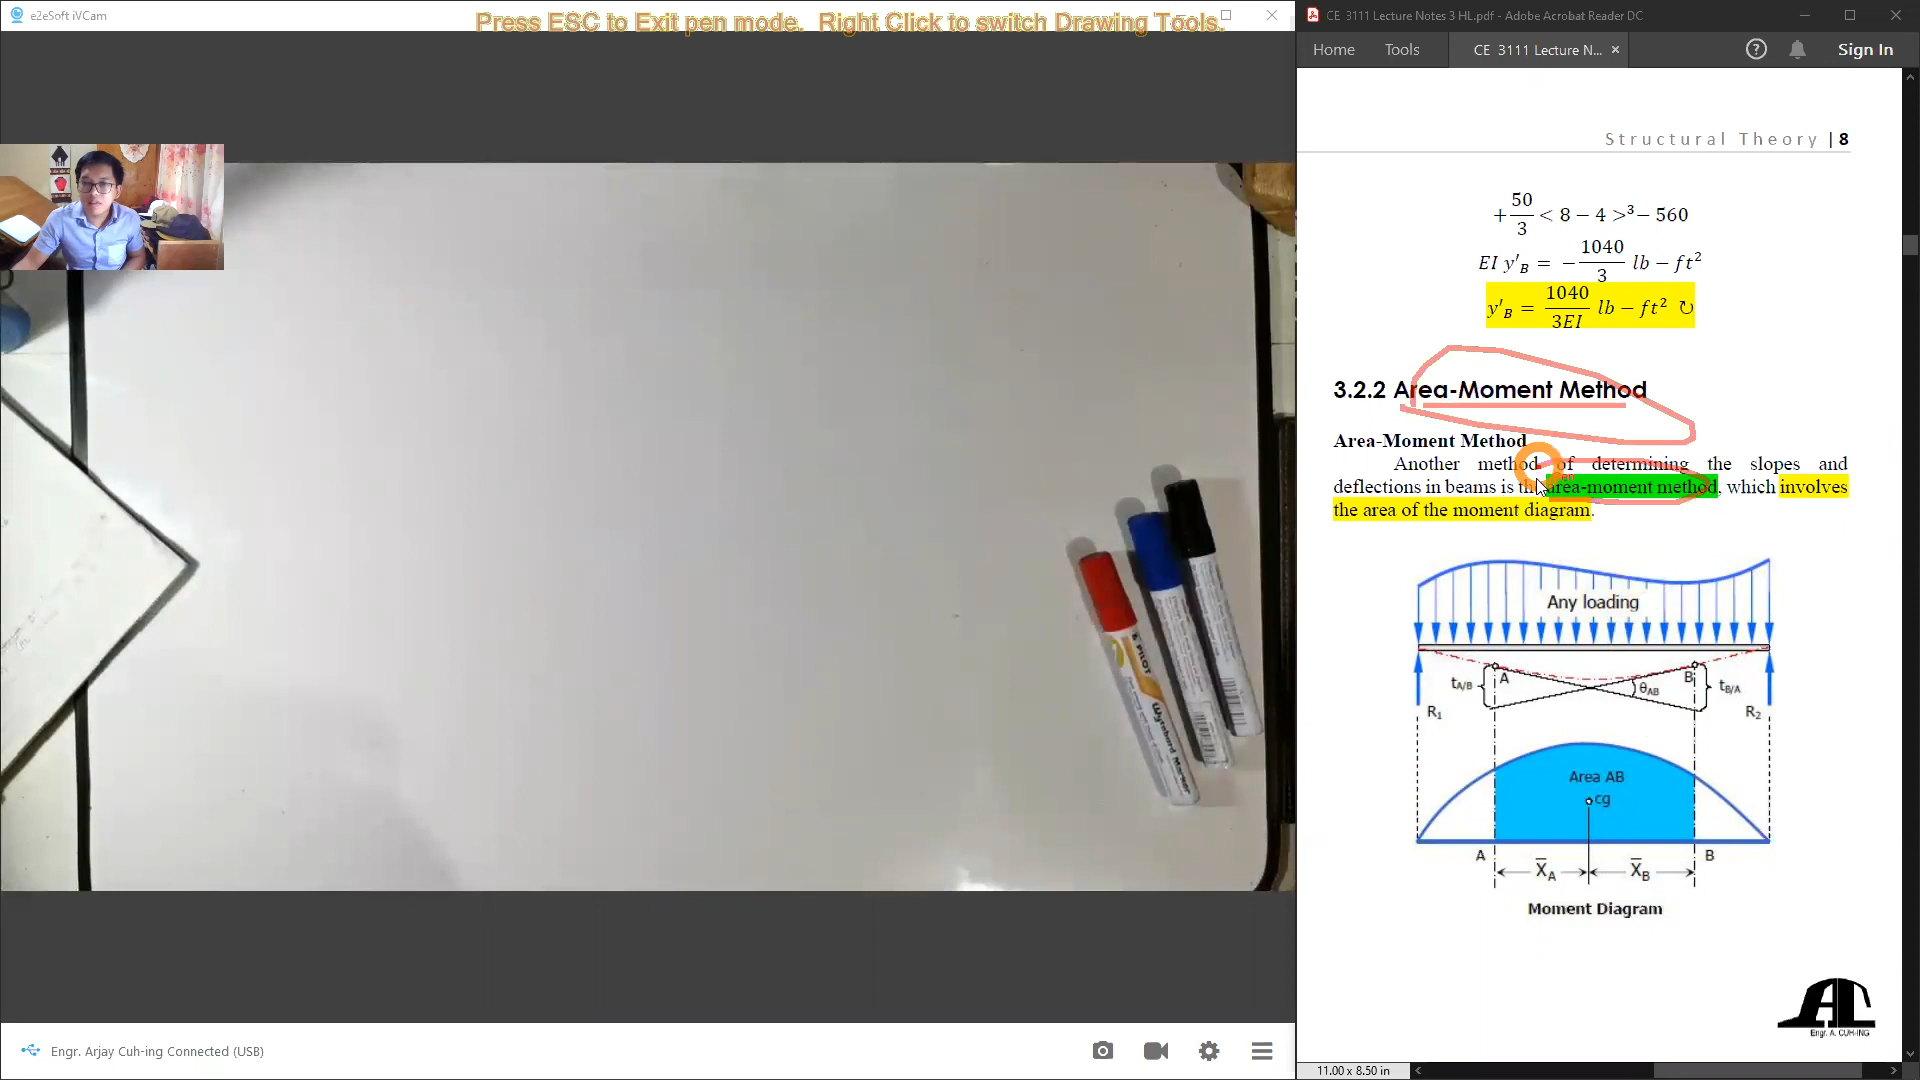 e2eSoft iVCam
Press ESC to Exit pen mode. Right Click to switch Drawing Tools.
CE 3111 Lecture Notes 3 HL.pdf - Adobe Acrobat Reader DC
Home Tools CE 3111 Lecture N... × Sign In
Structural Theory | 8
+50/3 < 8 − 4 >³ − 560
EI y'B = −1040/3 lb − ft²
y'B = 1040/3EI lb − ft² ↻
3.2.2 Area-Moment Method
Area-Moment Method
Another method of determining the slopes and
deflections in beams is the area-moment method, which involves
the area of the moment diagram.
Any loading
tA/B A B tB/A
θAB
R1 R2
Area AB
cg
A B
X̅A X̅B
Moment Diagram
Engr. A. CUH-ING
PILOT
Wyteboard Marker
Engr. Arjay Cuh-ing Connected (USB)
11.00 x 8.50 in